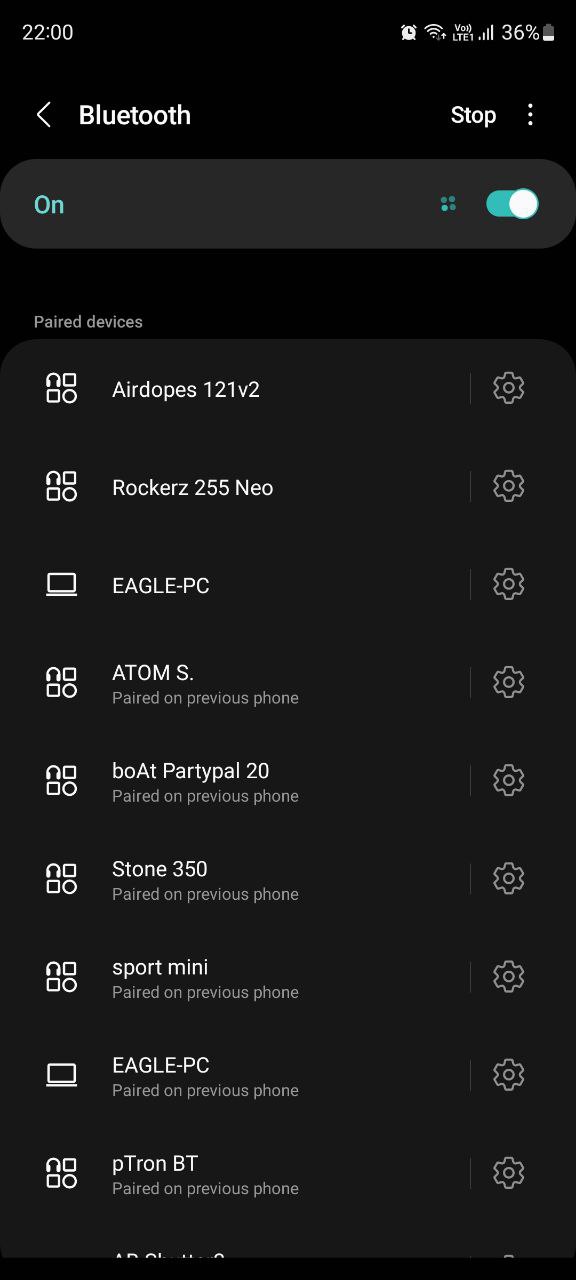 22:00
Vo) LTE1 36%
Bluetooth
Stop
On
Paired devices
Airdopes 121v2
Rockerz 255 Neo
EAGLE-PC
ATOM S.
Paired on previous phone
boAt Partypal 20
Paired on previous phone
Stone 350
Paired on previous phone
sport mini
Paired on previous phone
EAGLE-PC
Paired on previous phone
pTron BT
Paired on previous phone